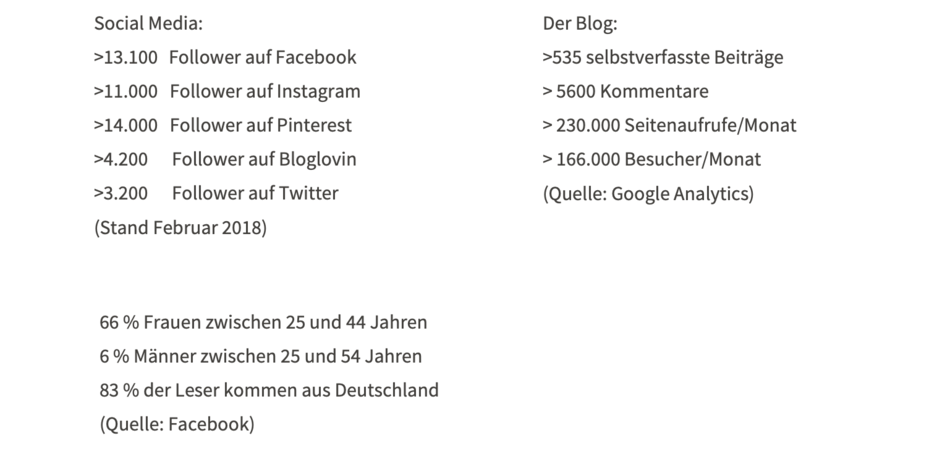 Social Media:
>13.100 Follower auf Facebook
>11.000 Follower auf Instagram
>14.000 Follower auf Pinterest
>4.200 Follower auf Bloglovin
>3.200 Follower auf Twitter
(Stand Februar 2018)
Der Blog:
>535 selbstverfasste Beiträge
> 5600 Kommentare
> 230.000 Seitenaufrufe/Monat
> 166.000 Besucher/Monat
(Quelle: Google Analytics)
66 % Frauen zwischen 25 und 44 Jahren
6 % Männer zwischen 25 und 54 Jahren
83 % der Leser kommen aus Deutschland
(Quelle: Facebook)